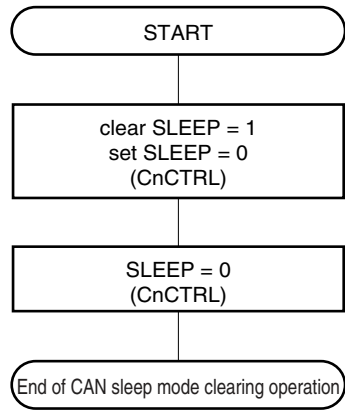 START
clear SLEEP = 1
set SLEEP = 0
(CnCTRL)
SLEEP = 0
(CnCTRL)
End of CAN sleep mode clearing operation